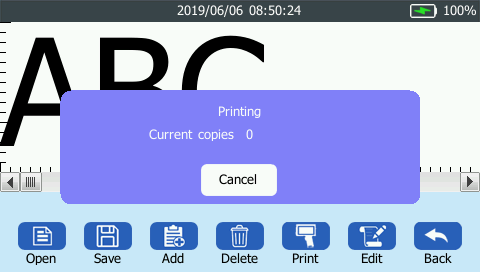 2019/06/06 08:50:24 100%
ABC
Printing
Current copies 0
Cancel
Open Save Add Delete Print Edit Back